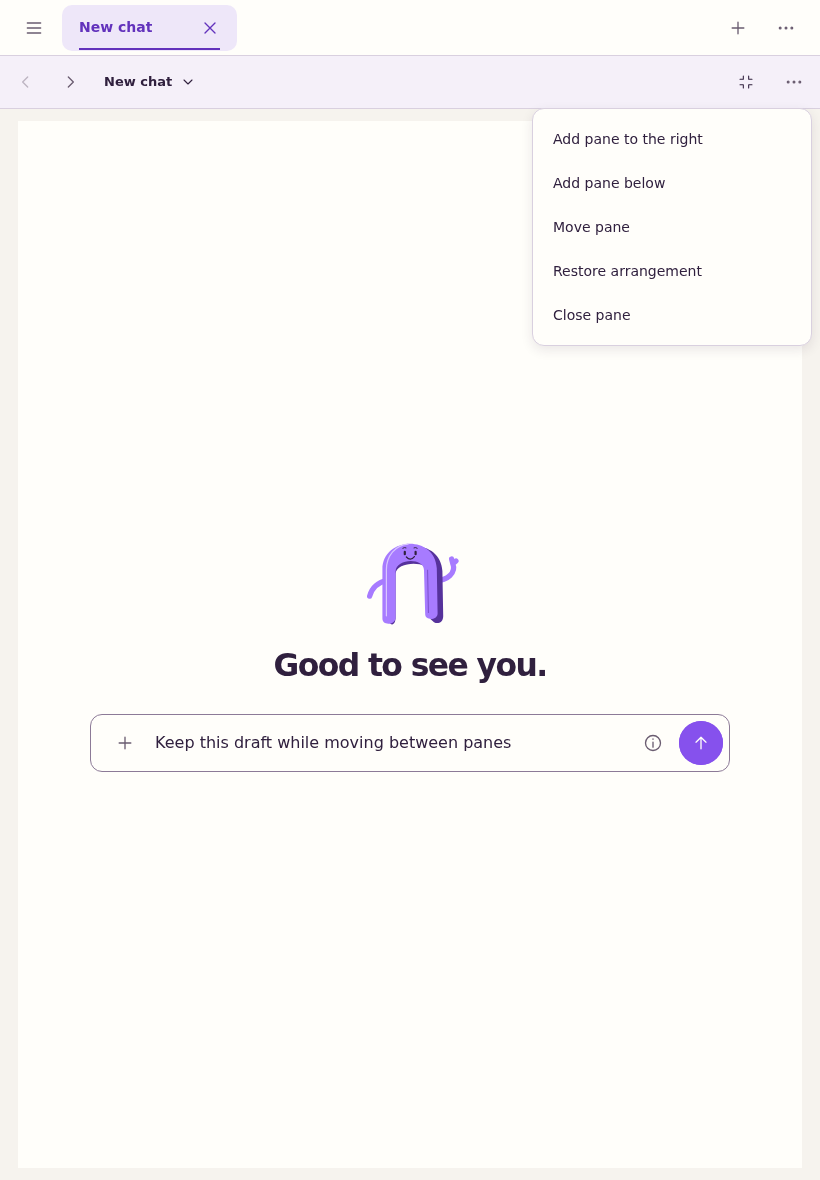 New chat
New chat
Add pane to the right
Add pane below
Move pane
Restore arrangement
Close pane
Good to see you.
Keep this draft while moving between panes